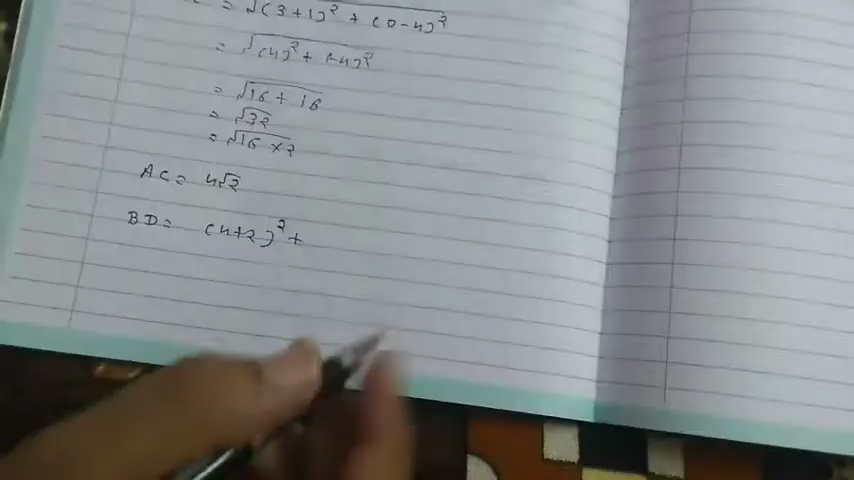 C = √(3+1)² + (0-4)²
= √(4)² + (-4)²
= √16 + 16
= √32
= √16 × 2
AC = 4√2
BD = (4+2)² +